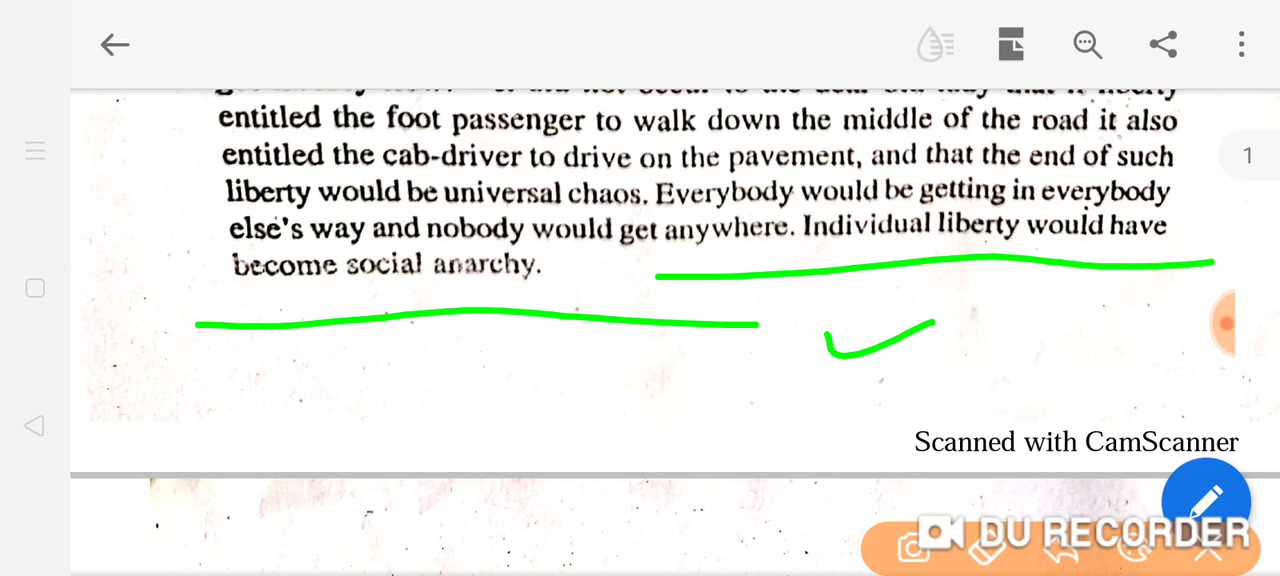 entitled the foot passenger to walk down the middle of the road it also
entitled the cab-driver to drive on the pavement, and that the end of such
liberty would be universal chaos. Everybody would be getting in everybody
else's way and nobody would get anywhere. Individual liberty would have
become social anarchy.
1
Scanned with CamScanner
DU RECORDER